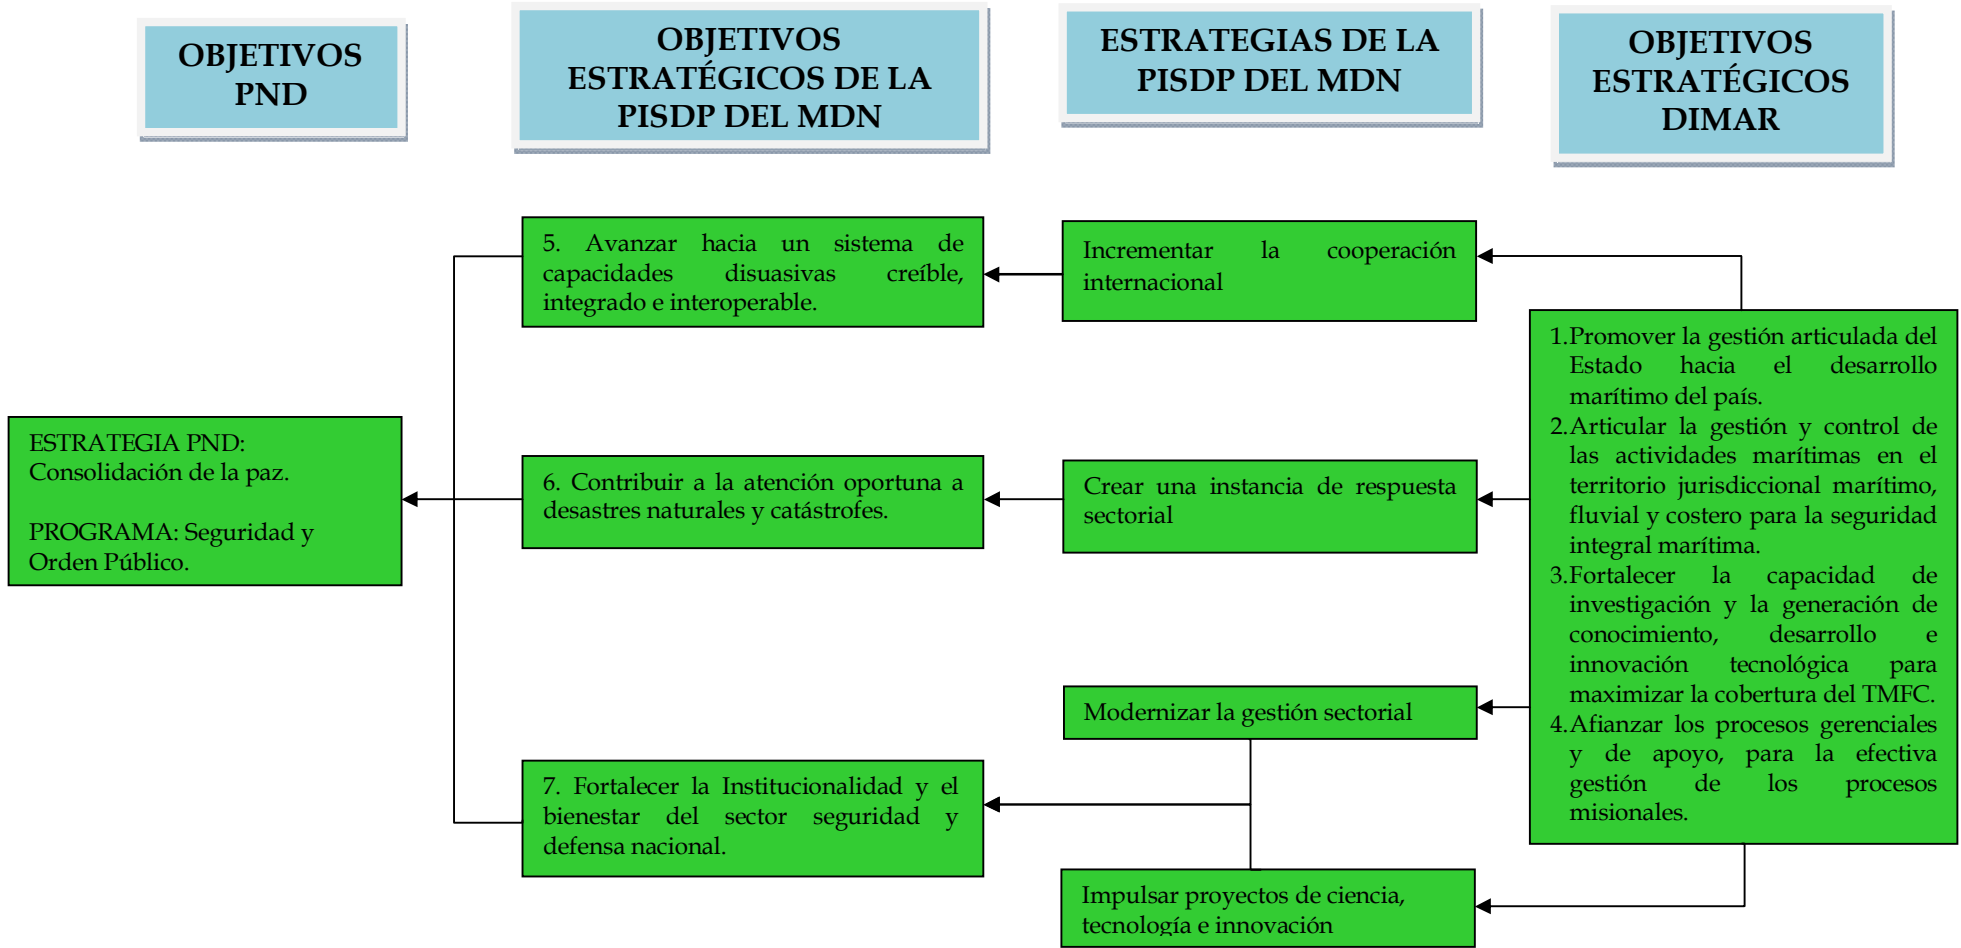 OBJETIVOS
PND
OBJETIVOS
ESTRATÉGICOS DE LA
PISDP DEL MDN
ESTRATEGIAS DE LA
PISDP DEL MDN
OBJETIVOS
ESTRATÉGICOS
DIMAR
ESTRATEGIA PND:
Consolidación de la paz.
PROGRAMA: Seguridad y
Orden Público.
5. Avanzar hacia un sistema de
capacidades disuasivas creíble,
integrado e interoperable.
6. Contribuir a la atención oportuna a
desastres naturales y catástrofes.
7. Fortalecer la Institucionalidad y el
bienestar del sector seguridad y
defensa nacional.
Incrementar la cooperación
internacional
Crear una instancia de respuesta
sectorial
Modernizar la gestión sectorial
Impulsar proyectos de ciencia,
tecnología e innovación
1.Promover la gestión articulada del
Estado hacia el desarrollo
marítimo del país.
2.Articular la gestión y control de
las actividades marítimas en el
territorio jurisdiccional marítimo,
fluvial y costero para la seguridad
integral marítima.
3.Fortalecer la capacidad de
investigación y la generación de
conocimiento, desarrollo e
innovación tecnológica para
maximizar la cobertura del TMFC.
4.Afianzar los procesos gerenciales
y de apoyo, para la efectiva
gestión de los procesos
misionales.